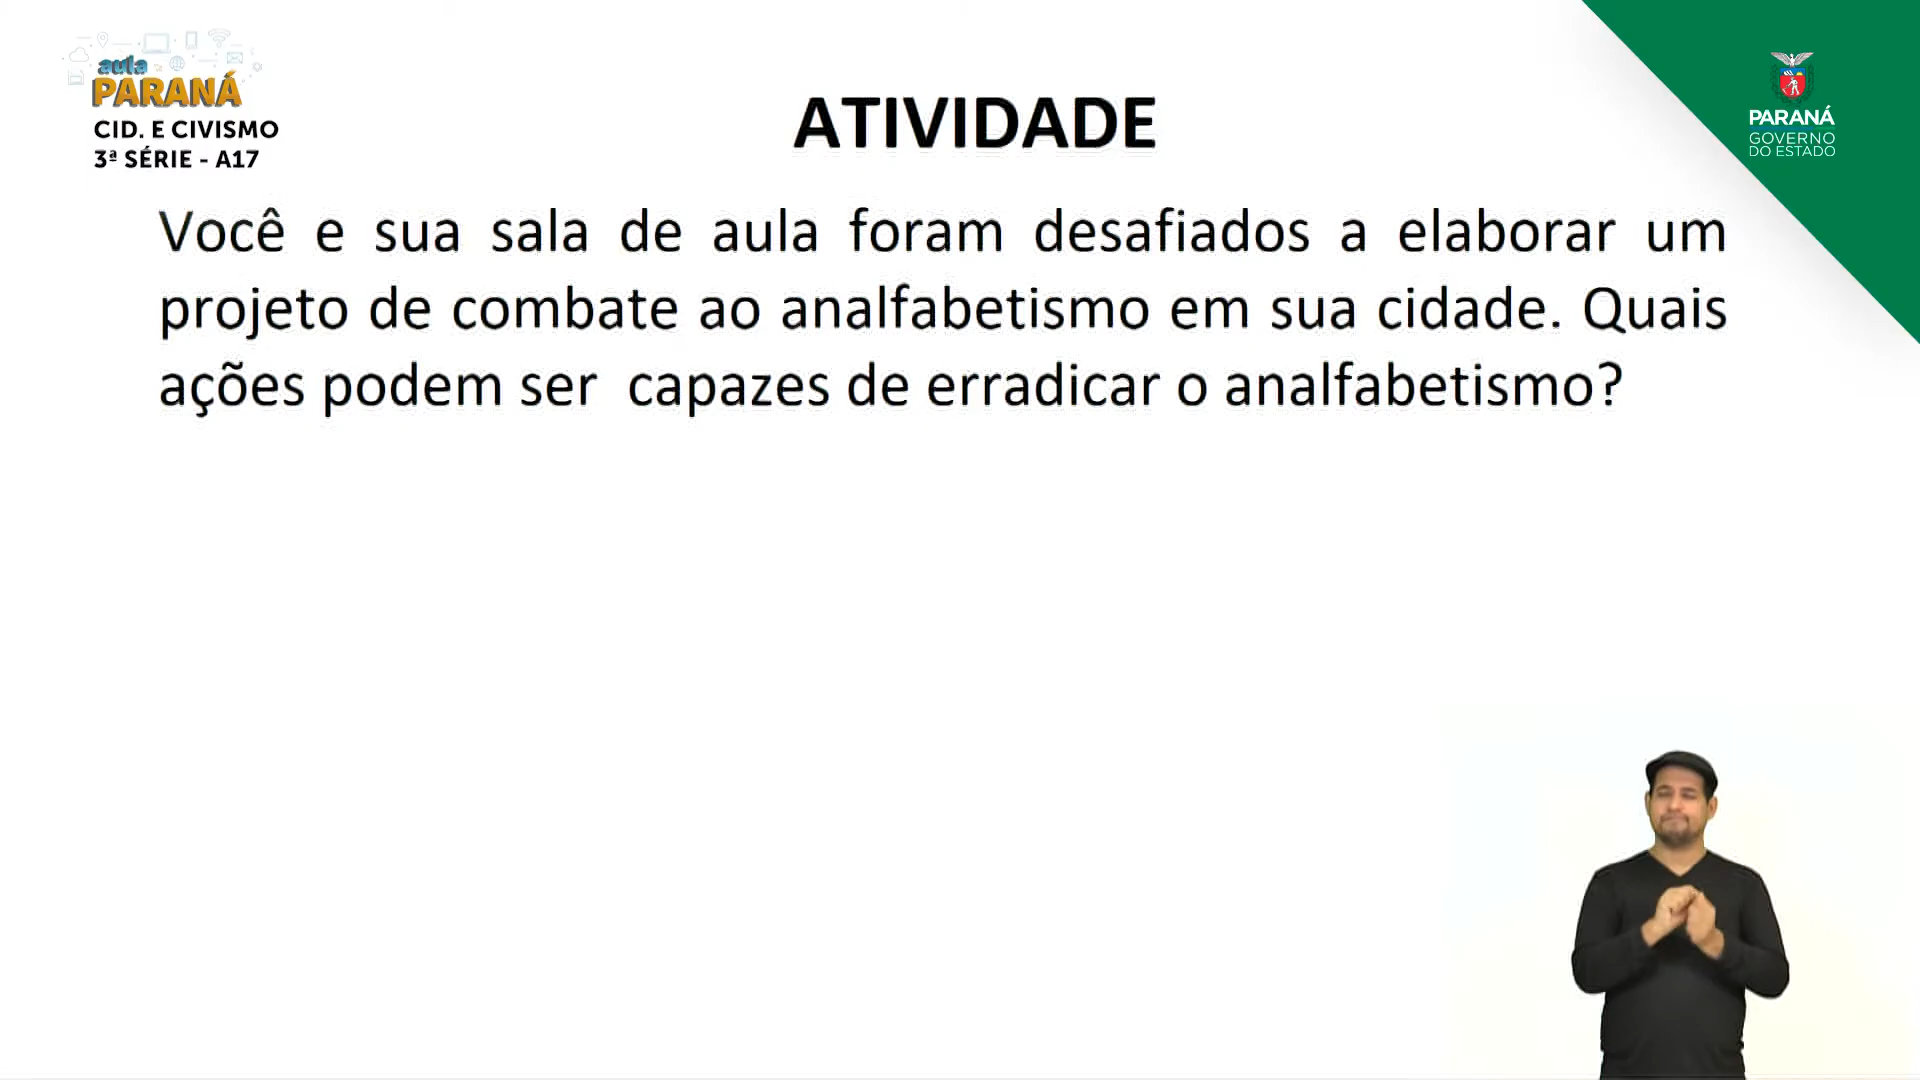 aula
PARANÁ
CID. E CIVISMO
3ª SÉRIE - A17
ATIVIDADE
PARANÁ
GOVERNO
DO ESTADO
Você e sua sala de aula foram desafiados a elaborar um
projeto de combate ao analfabetismo em sua cidade. Quais
ações podem ser capazes de erradicar o analfabetismo?